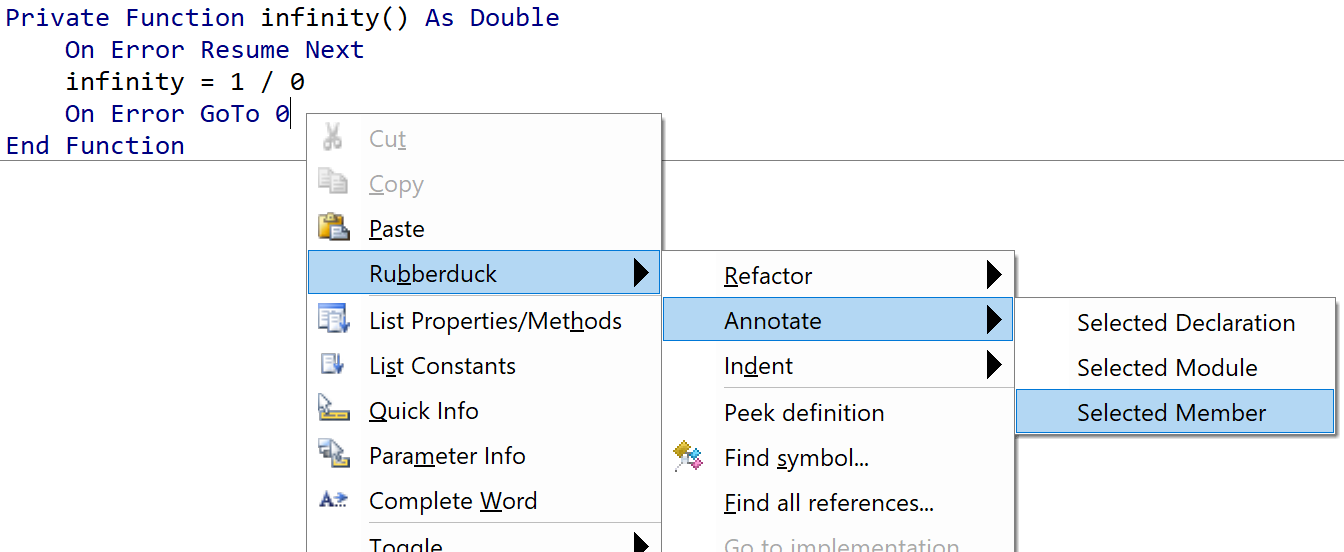 Private Function infinity() As Double
    On Error Resume Next
    infinity = 1 / 0
    On Error GoTo 0
End Function
Cut
Copy
Paste
Rubberduck
List Properties/Methods
List Constants
Quick Info
Parameter Info
Complete Word
Toggle
Refactor
Annotate
Indent
Peek definition
Find symbol...
Find all references...
Go to implementation
Selected Declaration
Selected Module
Selected Member